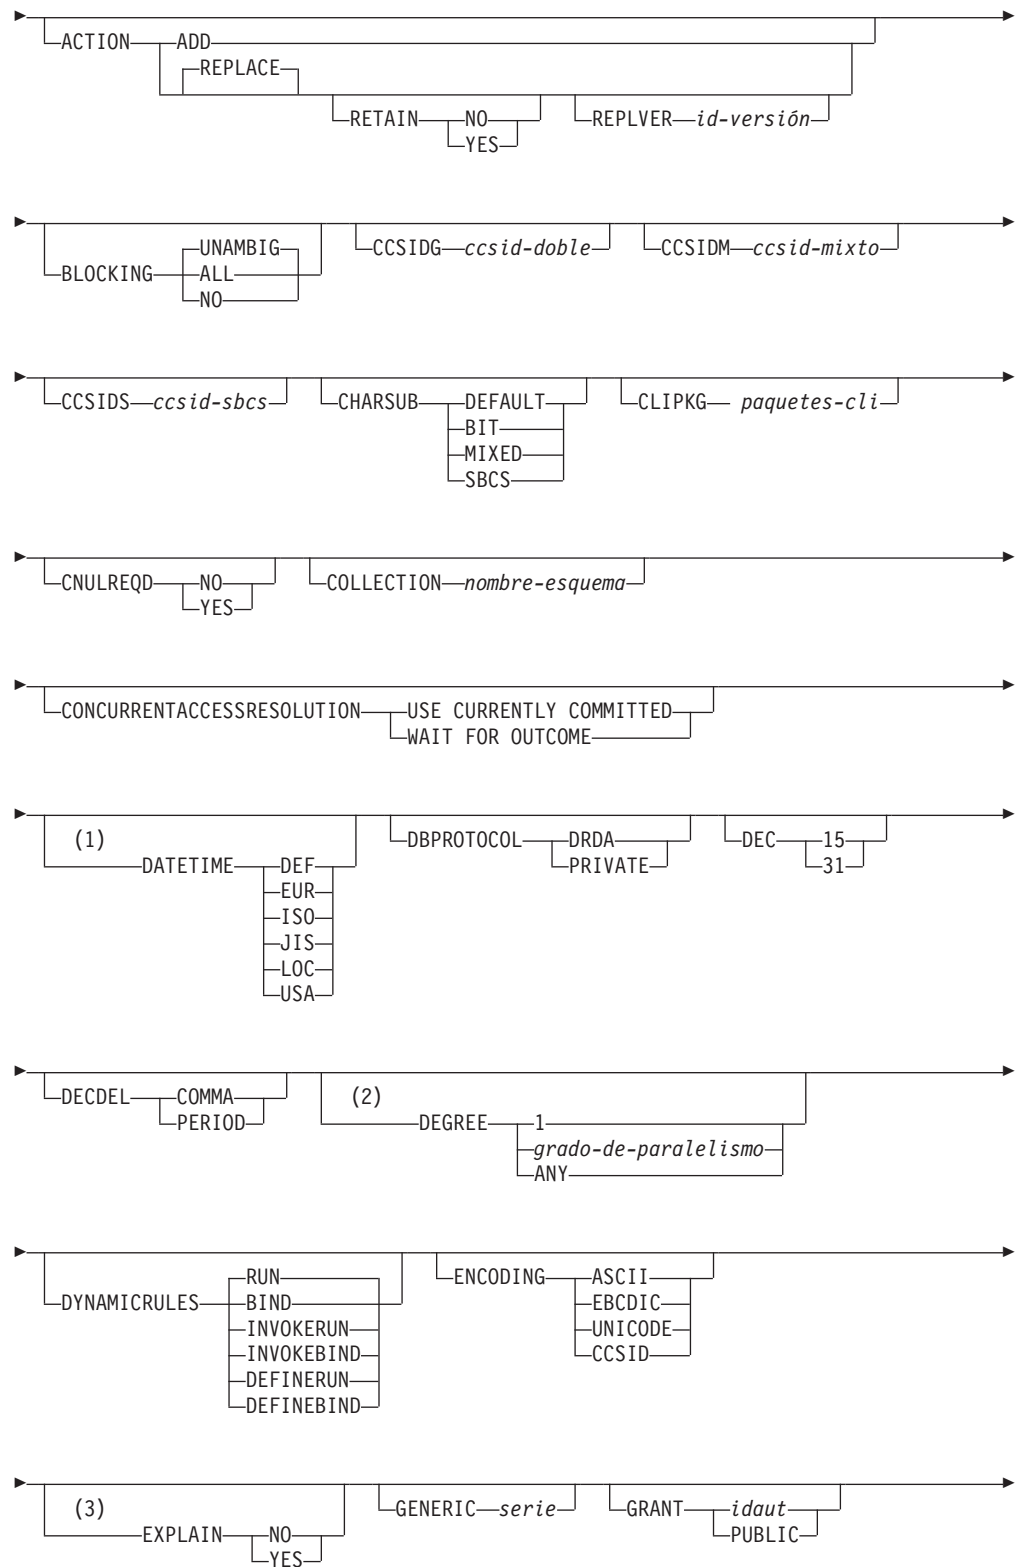 ACTION ADD
REPLACE
RETAIN NO REPLVER id-versión
YES
UNAMBIG CCSIDG ccsid-doble CCSIDM ccsid-mixto
BLOCKING ALL
NO
CCSIDS ccsid-sbcs CHARSUB DEFAULT CLIPKG paquetes-cli
BIT
MIXED
SBCS
CNULREQD NO COLLECTION nombre-esquema
YES
CONCURRENTACCESSRESOLUTION USE CURRENTLY COMMITTED
WAIT FOR OUTCOME
(1) DBPROTOCOL DRDA DEC 15
DATETIME DEF PRIVATE 31
EUR
ISO
JIS
LOC
USA
DECDEL COMMA (2)
PERIOD DEGREE 1
grado-de-paralelismo
ANY
RUN ENCODING ASCII
DYNAMICRULES BIND EBCDIC
INVOKERUN UNICODE
INVOKEBIND CCSID
DEFINERUN
DEFINEBIND
(3) GENERIC serie GRANT idaut
EXPLAIN NO PUBLIC
YES